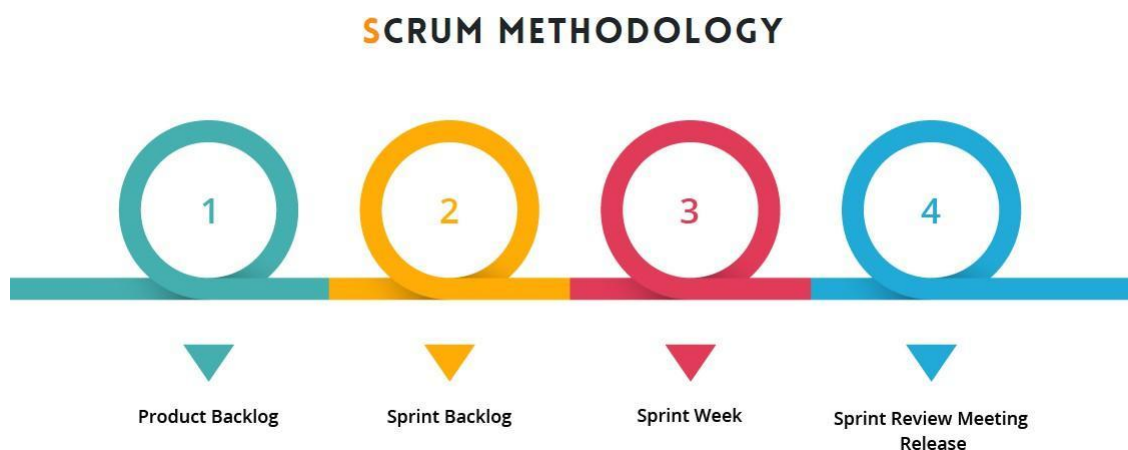 SCRUM METHODOLOGY
1
2
3
4
Product Backlog
Sprint Backlog
Sprint Week
Sprint Review Meeting
Release